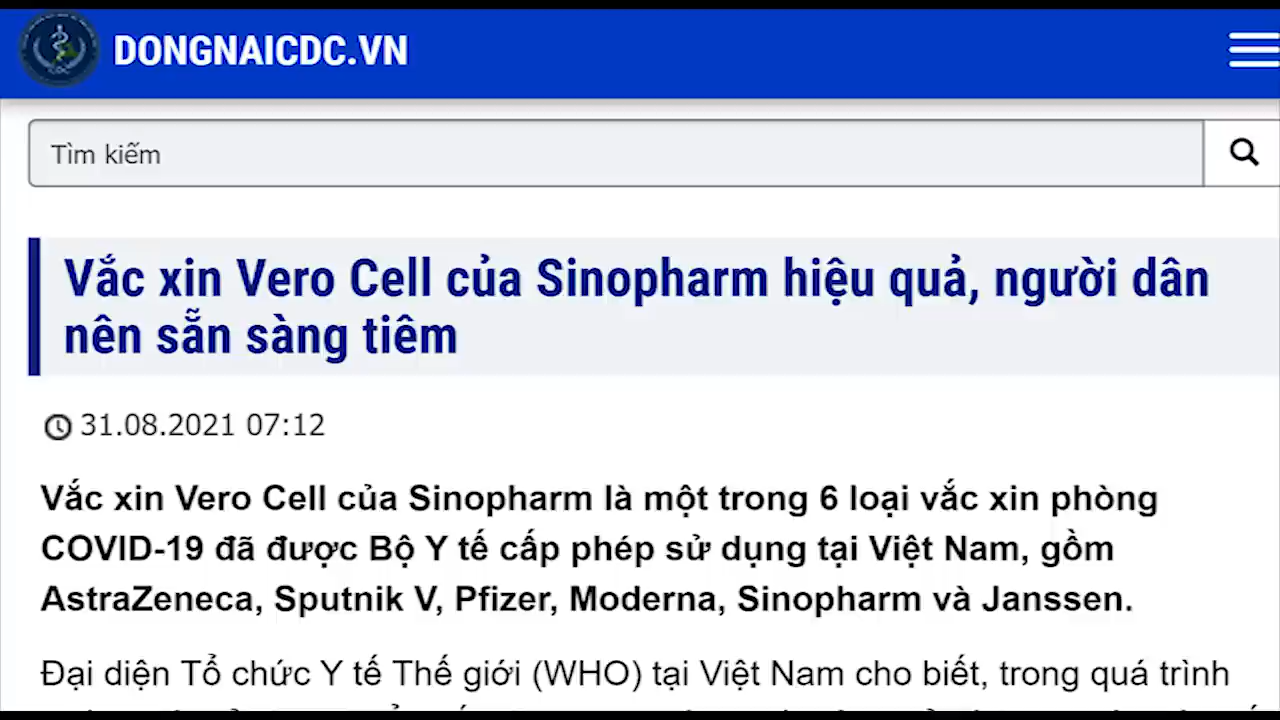 DONGNAICDC.VN
Tìm kiếm
Vắc xin Vero Cell của Sinopharm hiệu quả, người dân
nên sẵn sàng tiêm
31.08.2021 07:12
Vắc xin Vero Cell của Sinopharm là một trong 6 loại vắc xin phòng
COVID-19 đã được Bộ Y tế cấp phép sử dụng tại Việt Nam, gồm
AstraZeneca, Sputnik V, Pfizer, Moderna, Sinopharm và Janssen.
Đại diện Tổ chức Y tế Thế giới (WHO) tại Việt Nam cho biết, trong quá trình